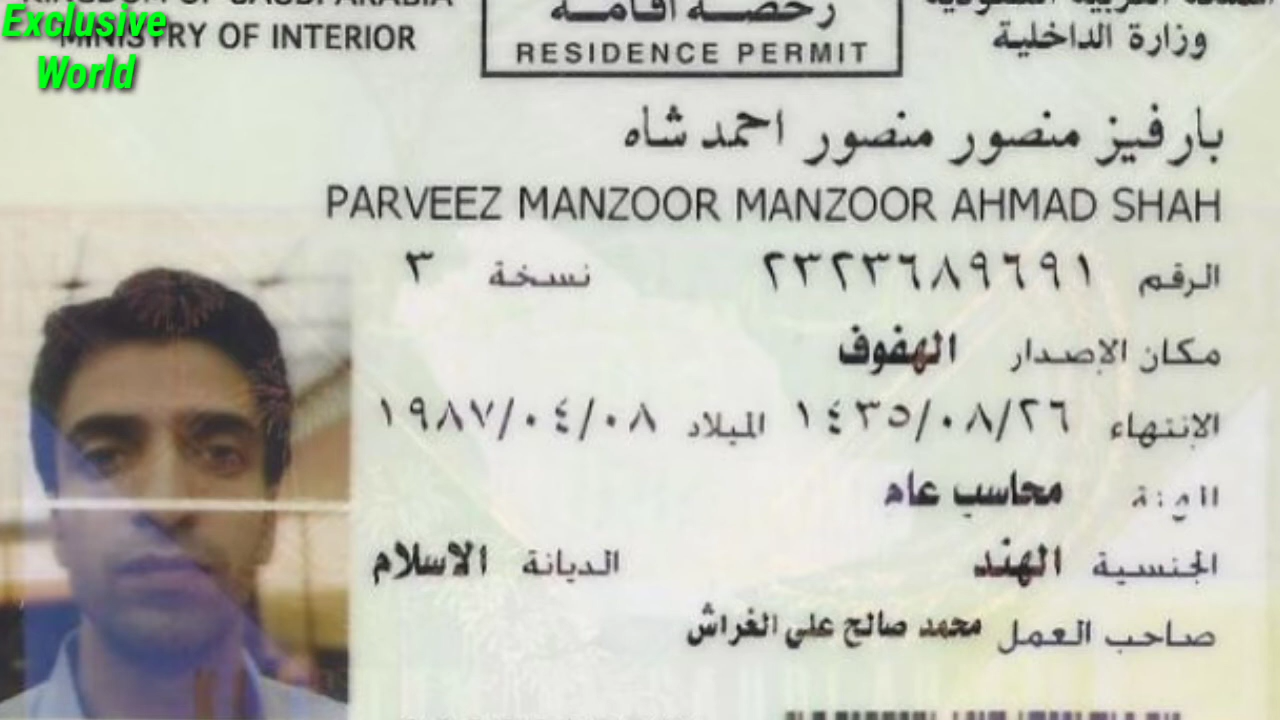 Exclusive
World
KINGDOM OF SAUDI ARABIA
MINISTRY OF INTERIOR
رخصة اقامة
RESIDENCE PERMIT
المملكة العربية السعودية
وزارة الداخلية
بارفيز منصور منصور احمد شاه
PARVEEZ MANZOOR MANZOOR AHMAD SHAH
الرقم ٢٣٢٣٦٨٩٦٩١ نسخة ٣
مكان الإصدار الهفوف
الإنتهاء ١٤٣٥/٠٨/٢٦ الميلاد ١٩٨٧/٠٤/٠٨
المهنة محاسب عام
الجنسية الهند الديانة الاسلام
صاحب العمل محمد صالح علي الغراش